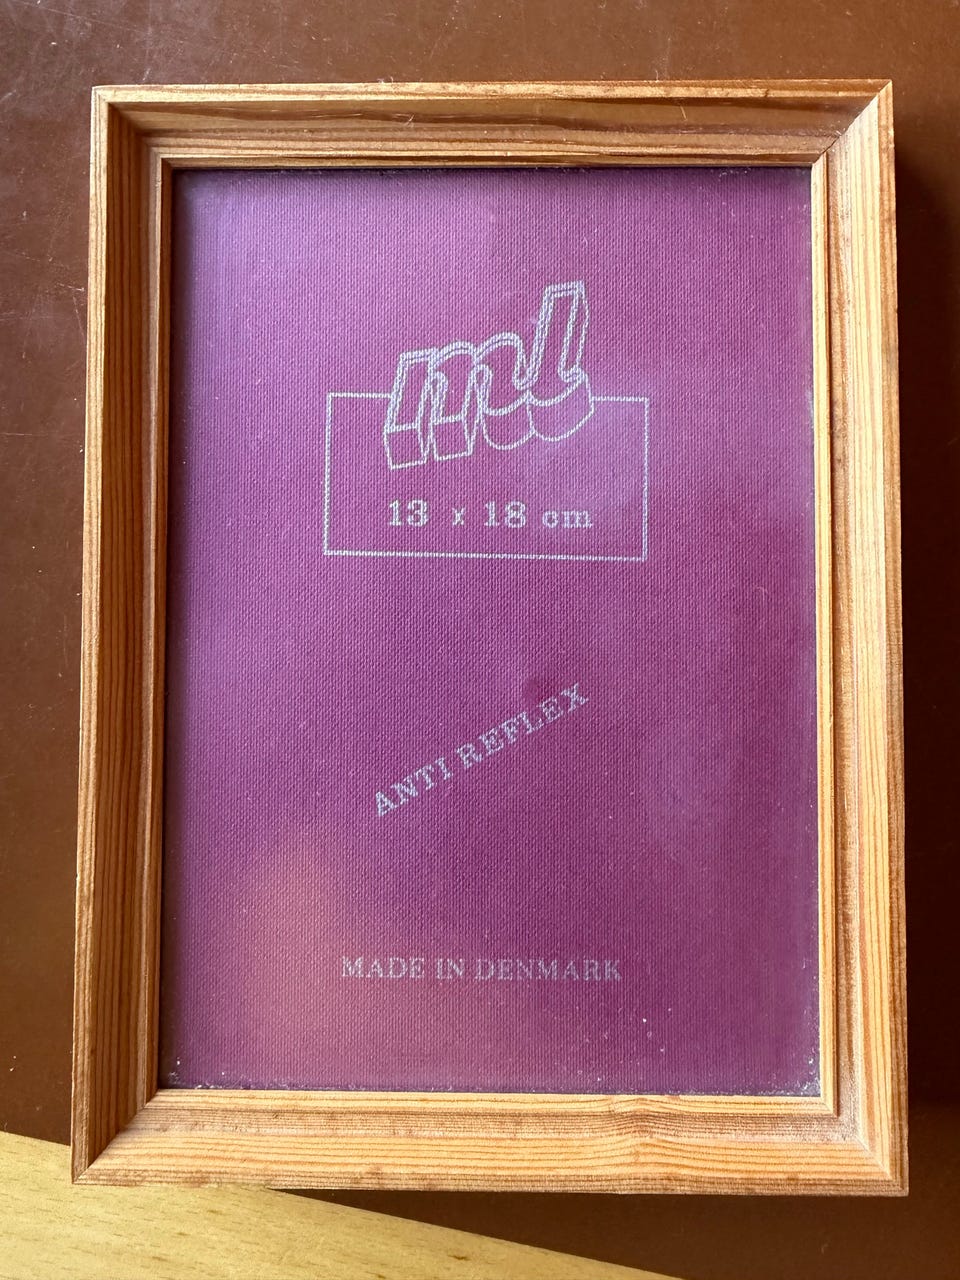 ml
13 x 18 cm
ANTI REFLEX
MADE IN DENMARK